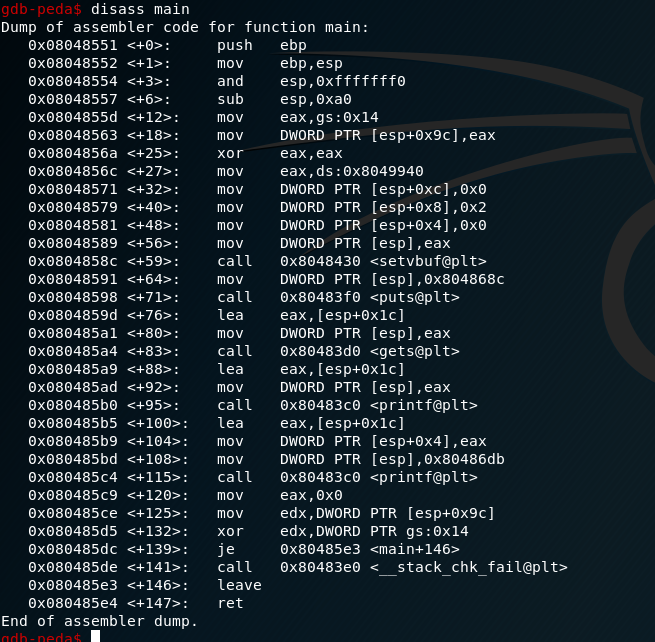 gdb-peda$ disass main
Dump of assembler code for function main:
   0x08048551 <+0>:     push   ebp
   0x08048552 <+1>:     mov    ebp,esp
   0x08048554 <+3>:     and    esp,0xfffffff0
   0x08048557 <+6>:     sub    esp,0xa0
   0x0804855d <+12>:    mov    eax,gs:0x14
   0x08048563 <+18>:    mov    DWORD PTR [esp+0x9c],eax
   0x0804856a <+25>:    xor    eax,eax
   0x0804856c <+27>:    mov    eax,ds:0x8049940
   0x08048571 <+32>:    mov    DWORD PTR [esp+0xc],0x0
   0x08048579 <+40>:    mov    DWORD PTR [esp+0x8],0x2
   0x08048581 <+48>:    mov    DWORD PTR [esp+0x4],0x0
   0x08048589 <+56>:    mov    DWORD PTR [esp],eax
   0x0804858c <+59>:    call   0x8048430 <setvbuf@plt>
   0x08048591 <+64>:    mov    DWORD PTR [esp],0x804868c
   0x08048598 <+71>:    call   0x80483f0 <puts@plt>
   0x0804859d <+76>:    lea    eax,[esp+0x1c]
   0x080485a1 <+80>:    mov    DWORD PTR [esp],eax
   0x080485a4 <+83>:    call   0x80483d0 <gets@plt>
   0x080485a9 <+88>:    lea    eax,[esp+0x1c]
   0x080485ad <+92>:    mov    DWORD PTR [esp],eax
   0x080485b0 <+95>:    call   0x80483c0 <printf@plt>
   0x080485b5 <+100>:   lea    eax,[esp+0x1c]
   0x080485b9 <+104>:   mov    DWORD PTR [esp+0x4],eax
   0x080485bd <+108>:   mov    DWORD PTR [esp],0x80486db
   0x080485c4 <+115>:   call   0x80483c0 <printf@plt>
   0x080485c9 <+120>:   mov    eax,0x0
   0x080485ce <+125>:   mov    edx,DWORD PTR [esp+0x9c]
   0x080485d5 <+132>:   xor    edx,DWORD PTR gs:0x14
   0x080485dc <+139>:   je     0x80485e3 <main+146>
   0x080485de <+141>:   call   0x80483e0 <__stack_chk_fail@plt>
   0x080485e3 <+146>:   leave
   0x080485e4 <+147>:   ret
End of assembler dump.
gdb-peda$